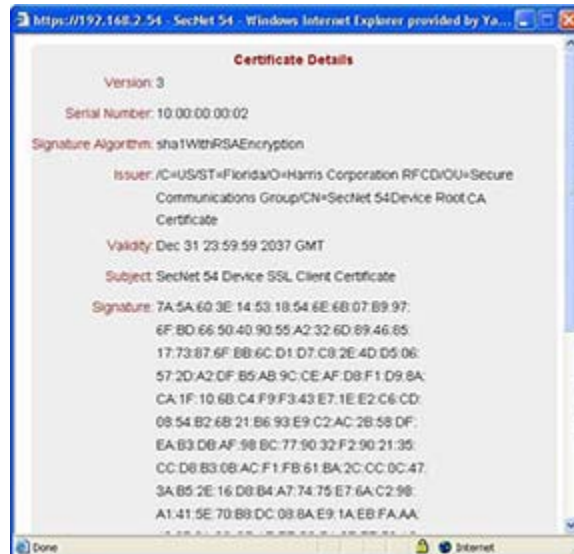 https://192.168.2.54 - SecNet 54 - Windows Internet Explorer provided by Ya...
Certificate Details
Version: 3
Serial Number: 10:00:00:00:02
Signature Algorithm: sha1WithRSAEncryption
Issuer: /C=US/ST=Florida/O=Harris Corporation RFCD/OU=Secure
Communications Group/CN=SecNet 54Device Root CA
Certificate
Validity: Dec 31 23:59:59 2037 GMT
Subject: SecNet 54 Device SSL Client Certificate
Signature: 7A:5A:60:3E:14:53:18:54:6E:6B:07:B9:97:
6F:BD:66:50:40:90:55:A2:32:6D:89:46:85:
17:73:87:6F:BB:6C:D1:D7:C8:2E:4D:D5:06:
57:2D:A2:DF:B5:AB:9C:CE:AF:D8:F1:D9:8A:
CA:1F:10:6B:C4:F9:F3:43:E7:1E:E2:C6:CD:
08:54:B2:6B:21:B6:93:E9:C2:AC:2B:58:DF:
EA:B3:DB:AF:98:BC:77:90:32:F2:90:21:35:
CC:D8:B3:0B:AC:F1:FB:61:BA:2C:CC:0C:47:
3A:B5:2E:16:D8:B4:A7:74:75:E7:6A:C2:98:
A1:41:5E:70:B8:DC:08:8A:E9:1A:EB:FA:AA:
Done
Internet